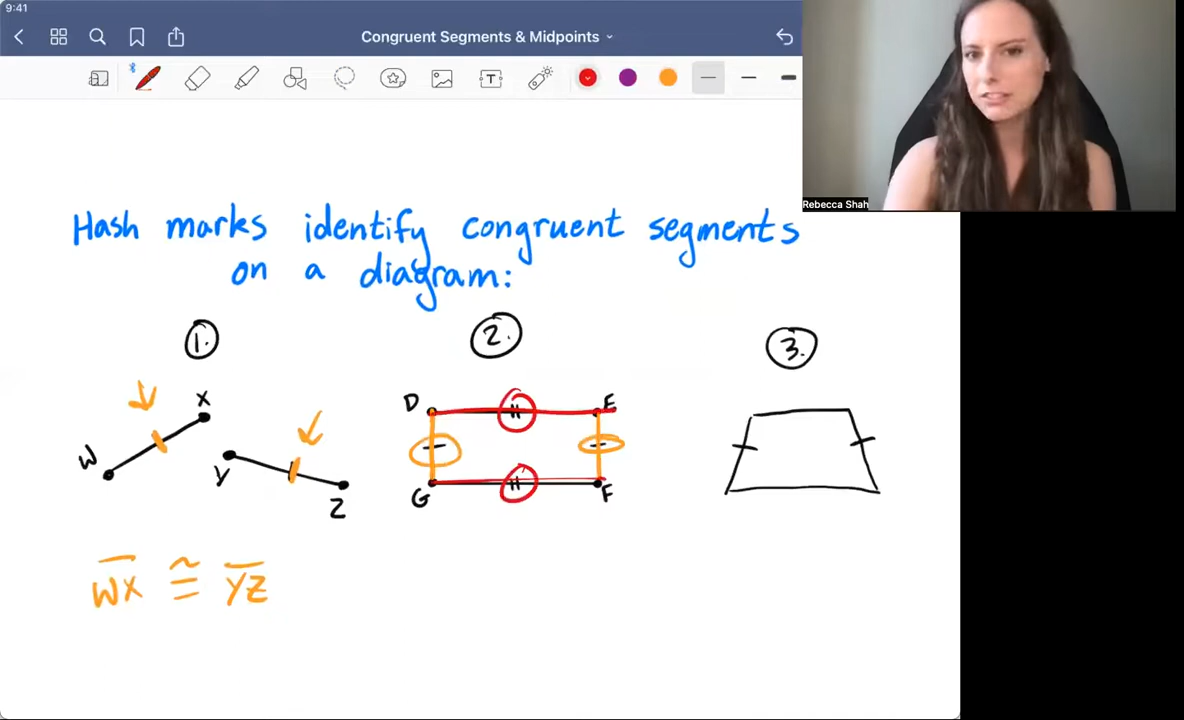 9:41
Congruent Segments & Midpoints
T
Rebecca Shah
Hash marks identify congruent segments
on a diagram:
1. 2. 3.
W X Y Z
D E G F
WX ≅ YZ